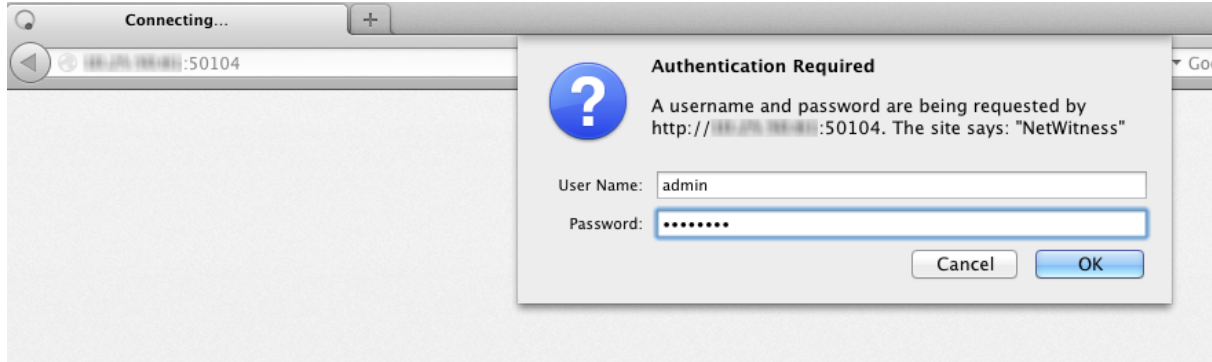 Connecting...
:50104
Authentication Required
A username and password are being requested by
http:// :50104. The site says: "NetWitness"
User Name: admin
Password: ••••••••
Cancel OK